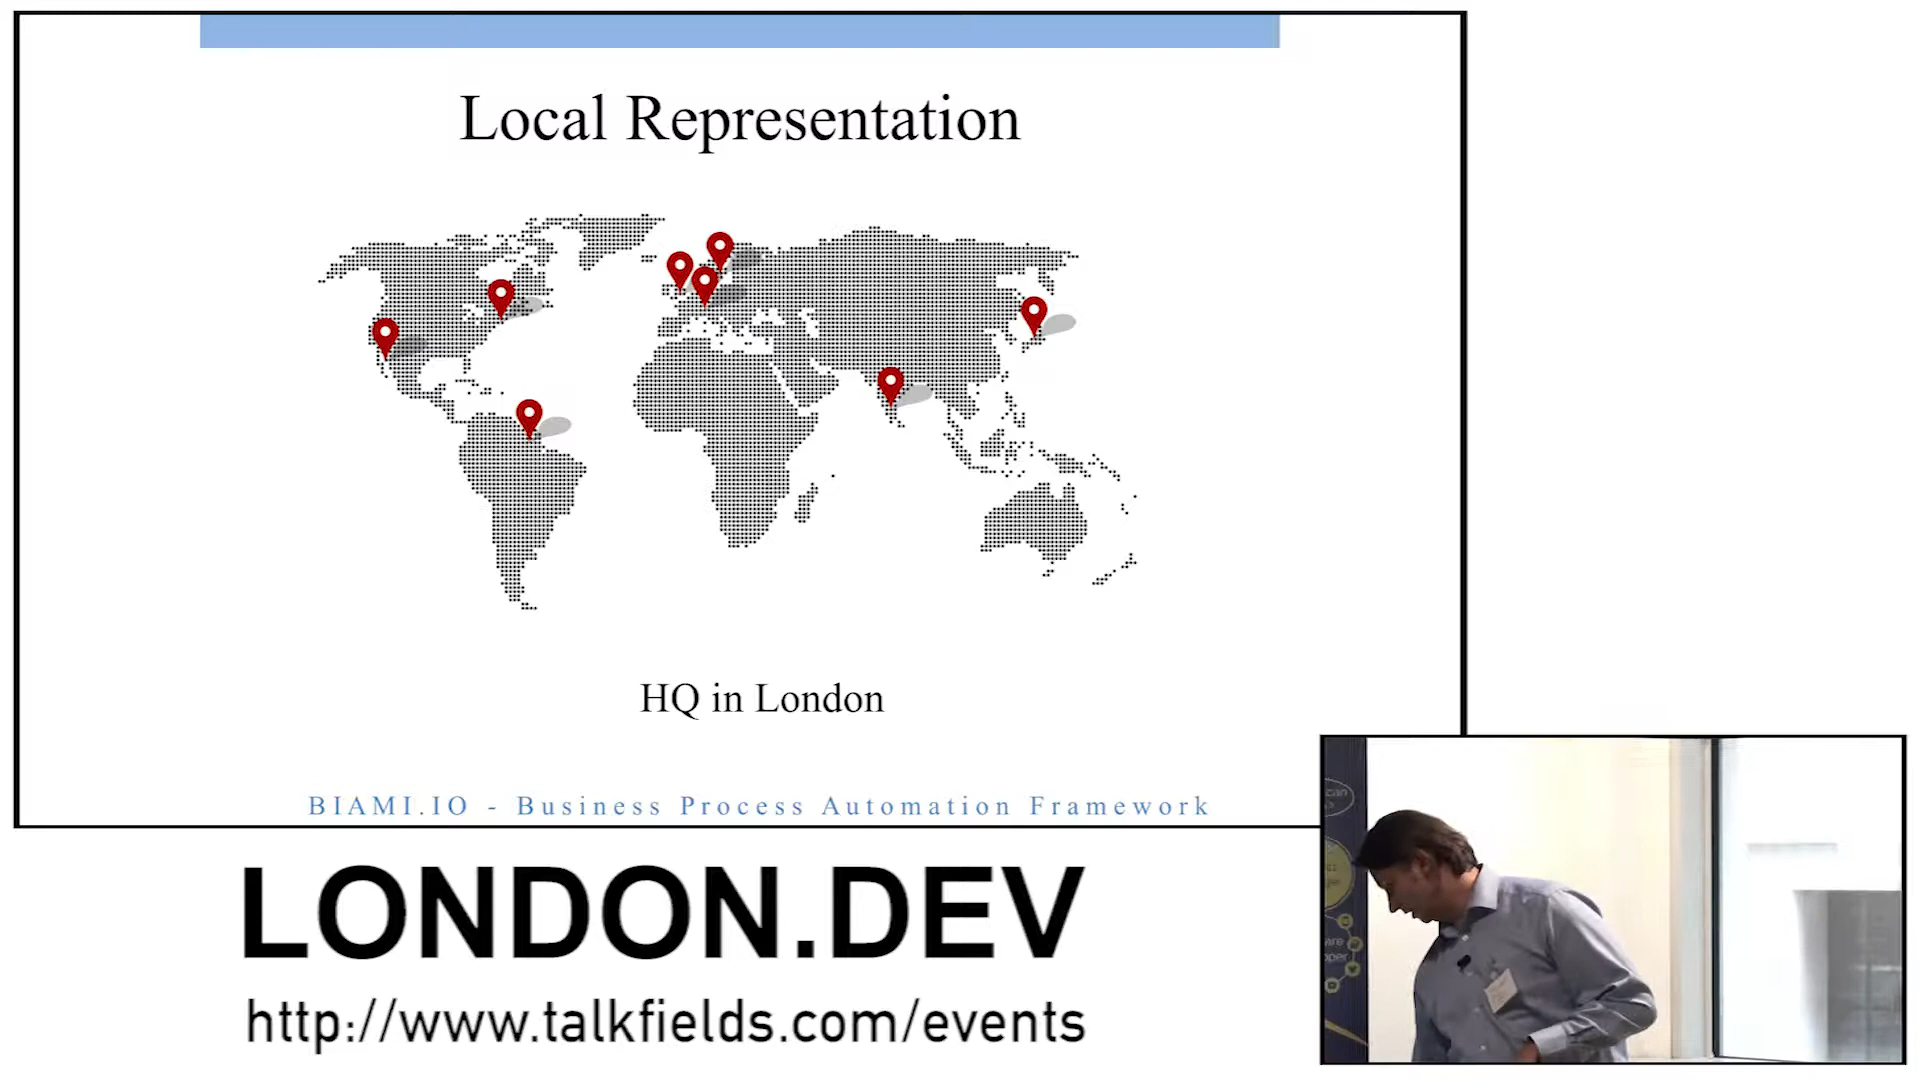 Local Representation
HQ in London
BIAMI.IO - Business Process Automation Framework
LONDON.DEV
http://www.talkfields.com/events